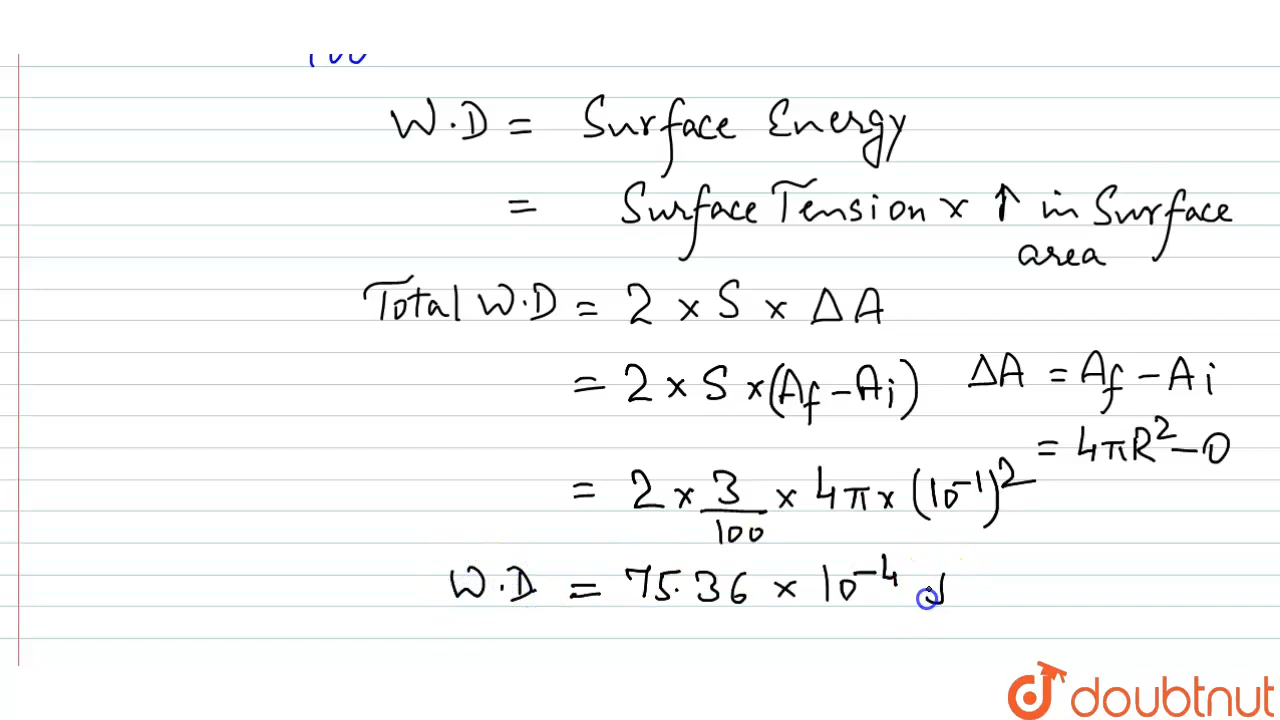 100
W.D = Surface Energy
= Surface Tension × ↑ in Surface
area
Total W.D = 2 × S × ΔA
= 2 × S × (Af − Ai) ΔA = Af − Ai
= 4πR² − 0
= 2 × 3/100 × 4π × (10⁻¹)²
W.D = 75.36 × 10⁻⁴ J
doubtnut